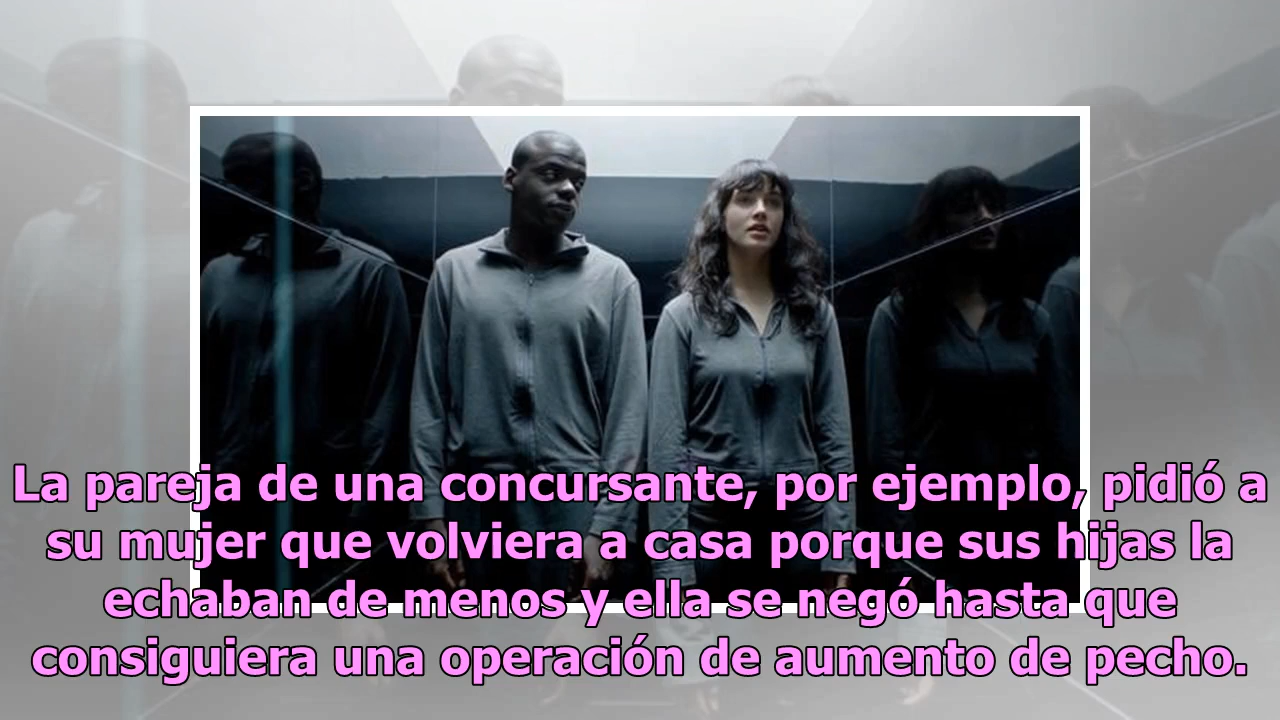 La pareja de una concursante, por ejemplo, pidió a
su mujer que volviera a casa porque sus hijas la
echaban de menos y ella se negó hasta que
consiguiera una operación de aumento de pecho.